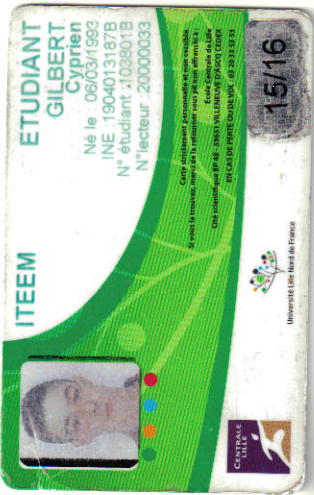 ITEEM
ETUDIANT
GILBERT
Cyprien
Né le : 06/03/1993
INE :1904013187B
N° étudiant :103801B
N°lecteur : 20000033
Carte strictement personnelle et non cessible.
Si vous la trouvez, merci de la retourner sous pli non affranchi à :
Ecole Centrale de Lille
Cité scientifique BP 48 - 59651 VILLENEUVE D'ASCQ CEDEX
EN CAS DE PERTE OU DE VOL : 03 20 33 53 53
15/16
Université Lille Nord de France
CENTRALE
LILLE